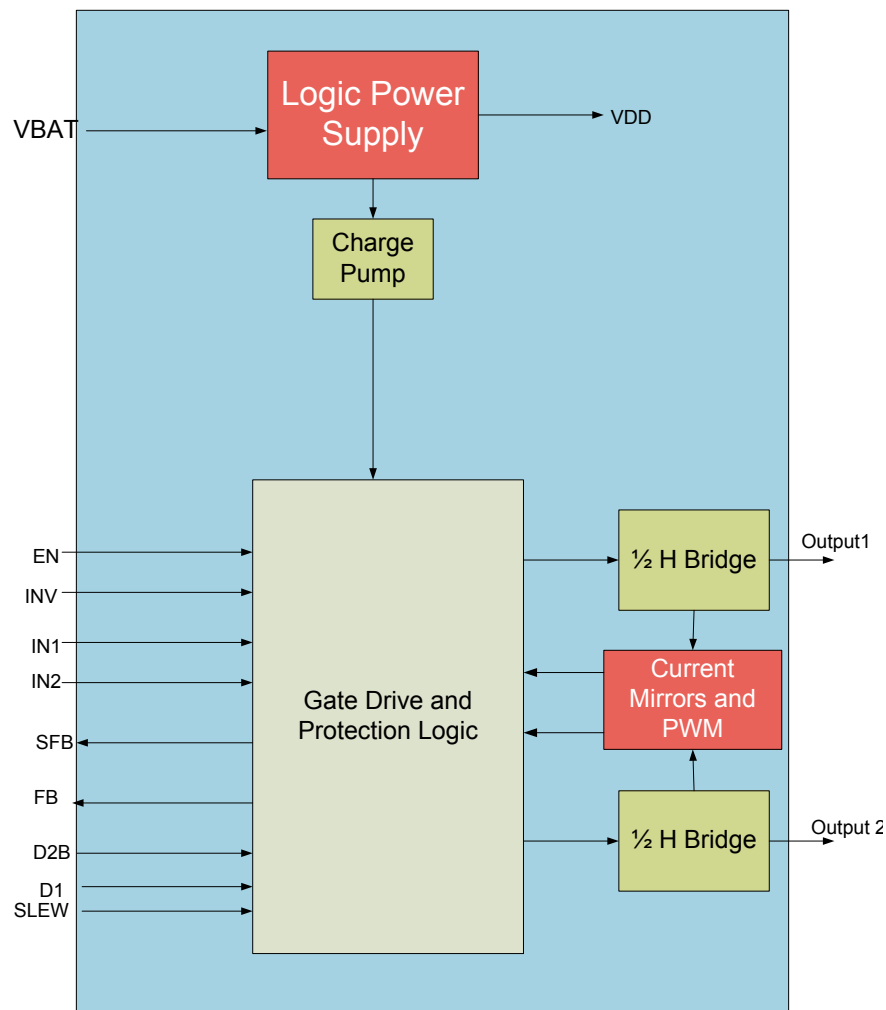 Logic Power
Supply
VBAT
VDD
Charge
Pump
EN
INV
IN1
IN2
SFB
FB
D2B
D1
SLEW
Gate Drive and
Protection Logic
½ H Bridge
Output1
Current
Mirrors and
PWM
½ H Bridge
Output 2